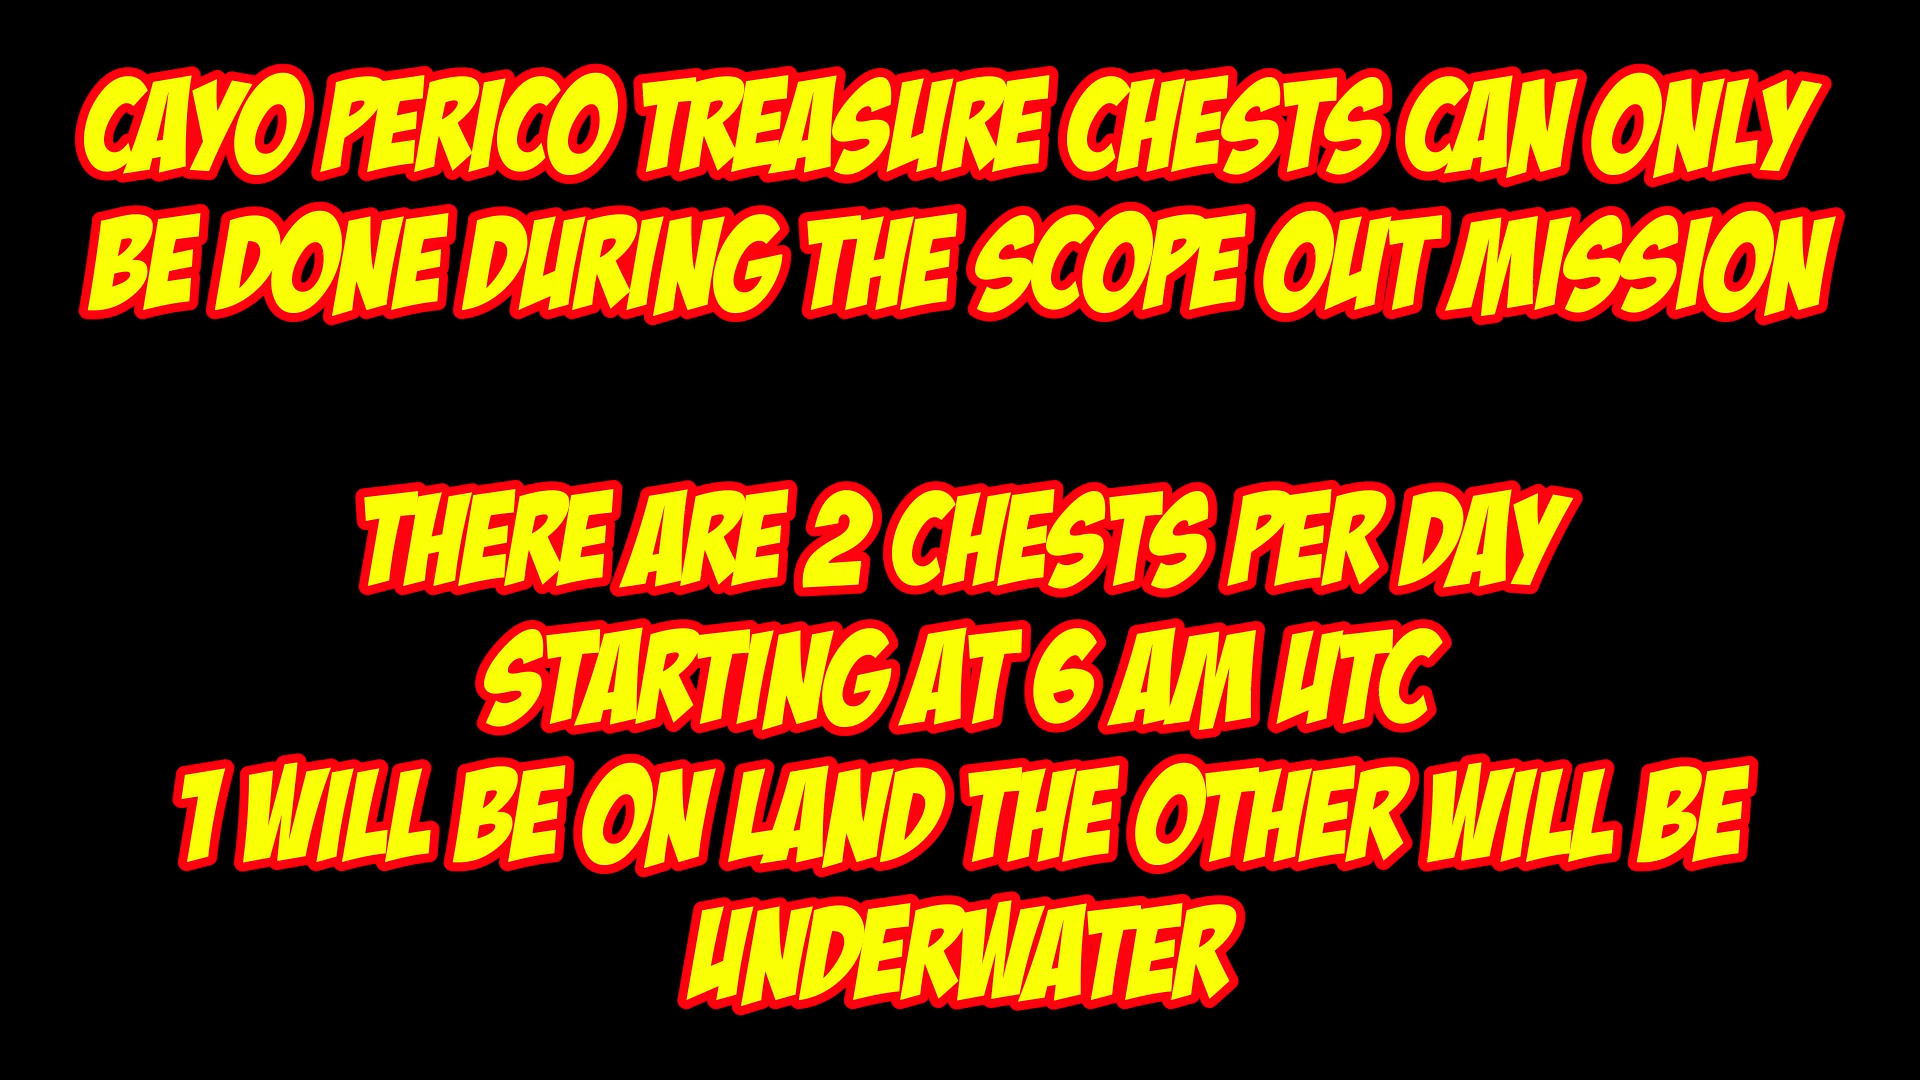 CAYO PERICO TREASURE CHESTS CAN ONLY
BE DONE DURING THE SCOPE OUT MISSION
THERE ARE 2 CHESTS PER DAY
STARTING AT 6 AM UTC
1 WILL BE ON LAND THE OTHER WILL BE
UNDERWATER